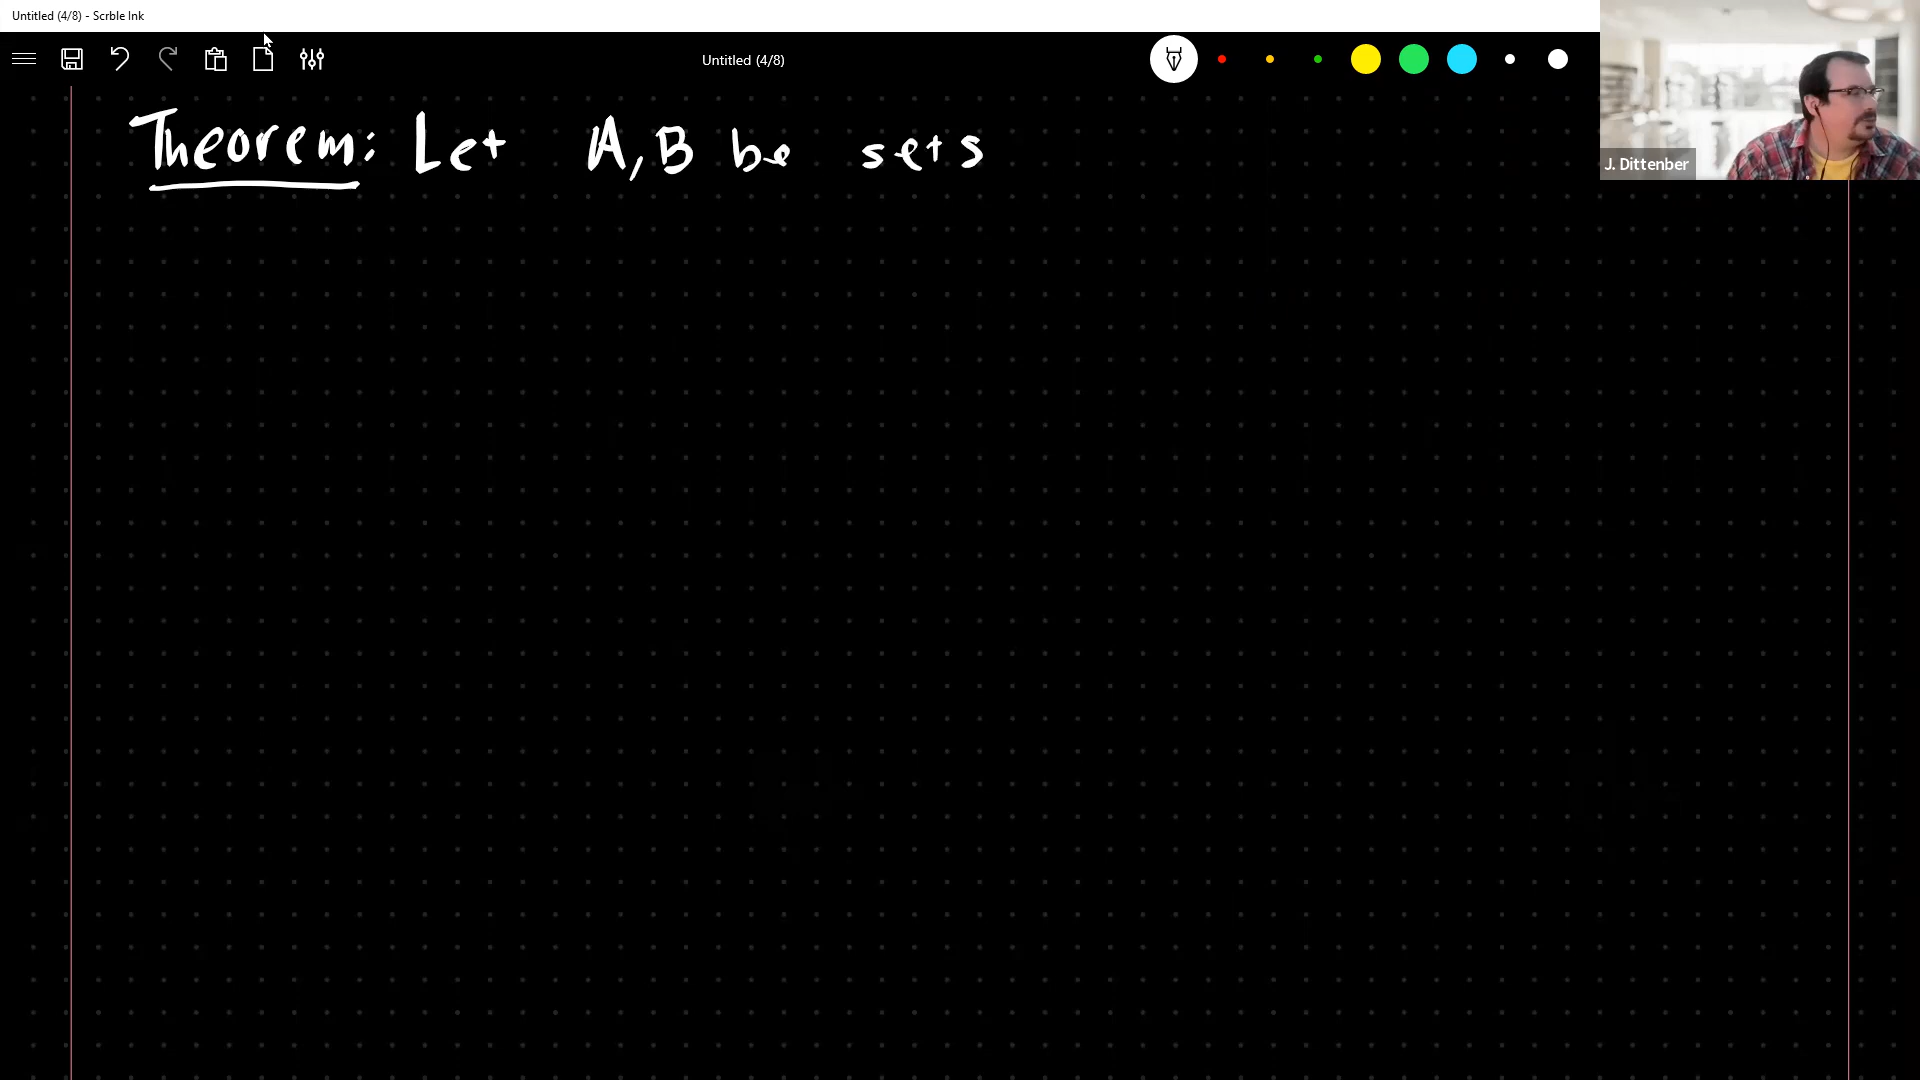 Untitled (4/8) - Scrble Ink
Untitled (4/8)
J. Dittenber
Theorem: Let A, B be sets